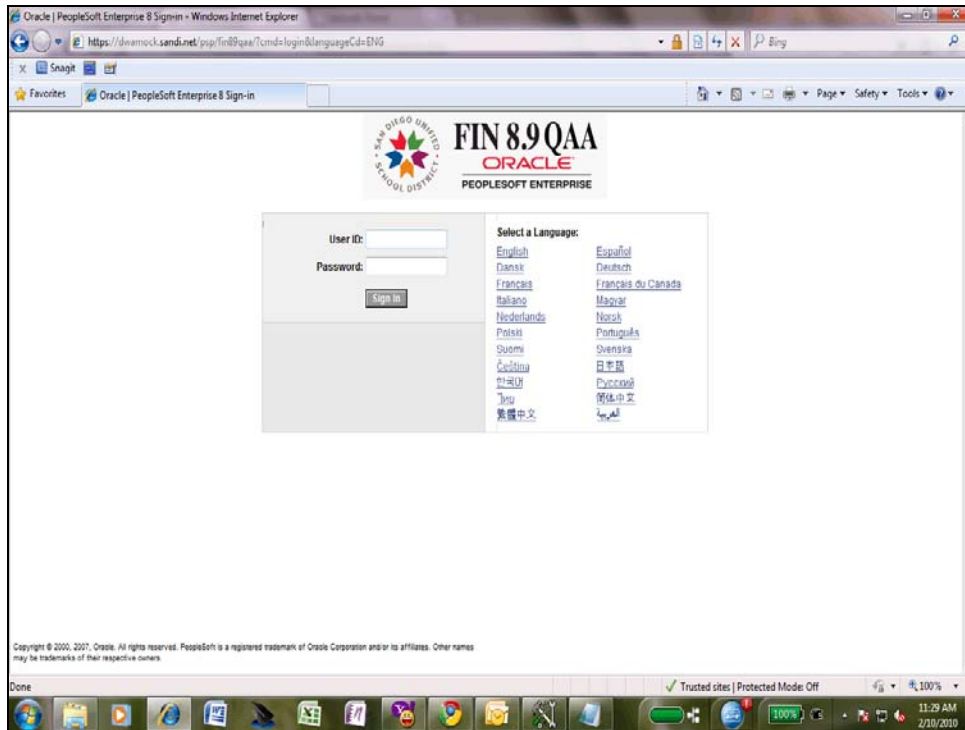 Oracle | PeopleSoft Enterprise 8 Sign-in - Windows Internet Explorer
https://dwamock.sandi.net/psp/fin89qaa/?cmd=login&languageCd=ENG
Bing
Snagit
Favorites
Oracle | PeopleSoft Enterprise 8 Sign-in
Page
Safety
Tools
SAN DIEGO UNIFIED SCHOOL DISTRICT
FIN 8.9 QAA
ORACLE
PEOPLESOFT ENTERPRISE
User ID:
Password:
Sign In
Select a Language:
English Español
Dansk Deutsch
Français Français du Canada
Italiano Magyar
Nederlands Norsk
Polski Português
Suomi Svenska
Čeština 日本語
한국어 Русский
ไทย 简体中文
繁體中文 العربية
Copyright © 2000, 2007, Oracle. All rights reserved. PeopleSoft is a registered trademark of Oracle Corporation and/or its affiliates. Other names
may be trademarks of their respective owners.
Done
Trusted sites | Protected Mode: Off
100%
100%
11:29 AM
2/10/2010